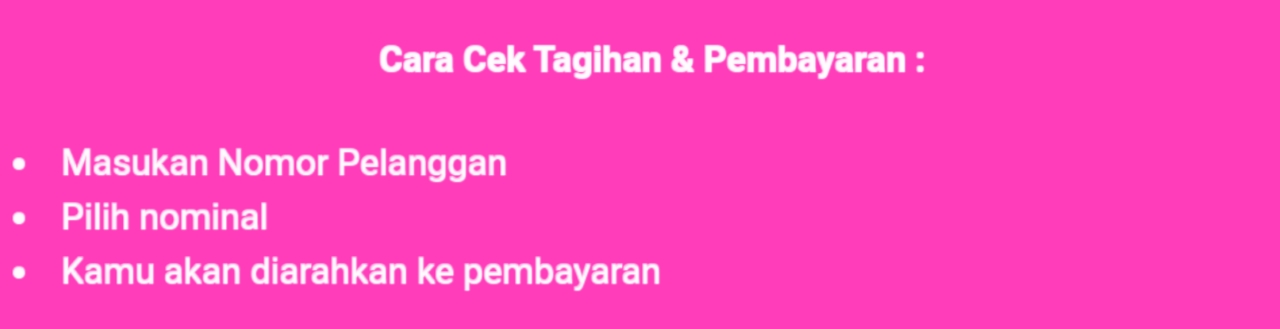 Cara Cek Tagihan & Pembayaran :
• Masukan Nomor Pelanggan
• Pilih nominal
• Kamu akan diarahkan ke pembayaran